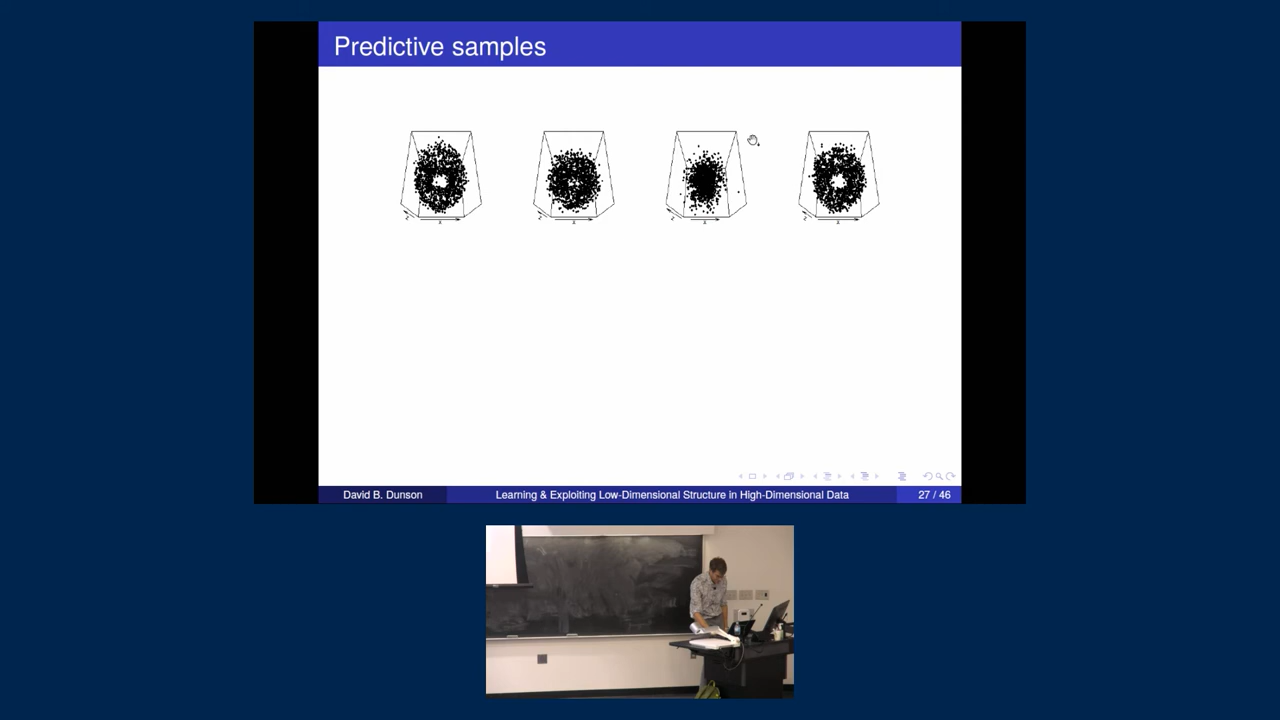 Predictive samples
David B. Dunson
Learning & Exploiting Low-Dimensional Structure in High-Dimensional Data
27 / 46